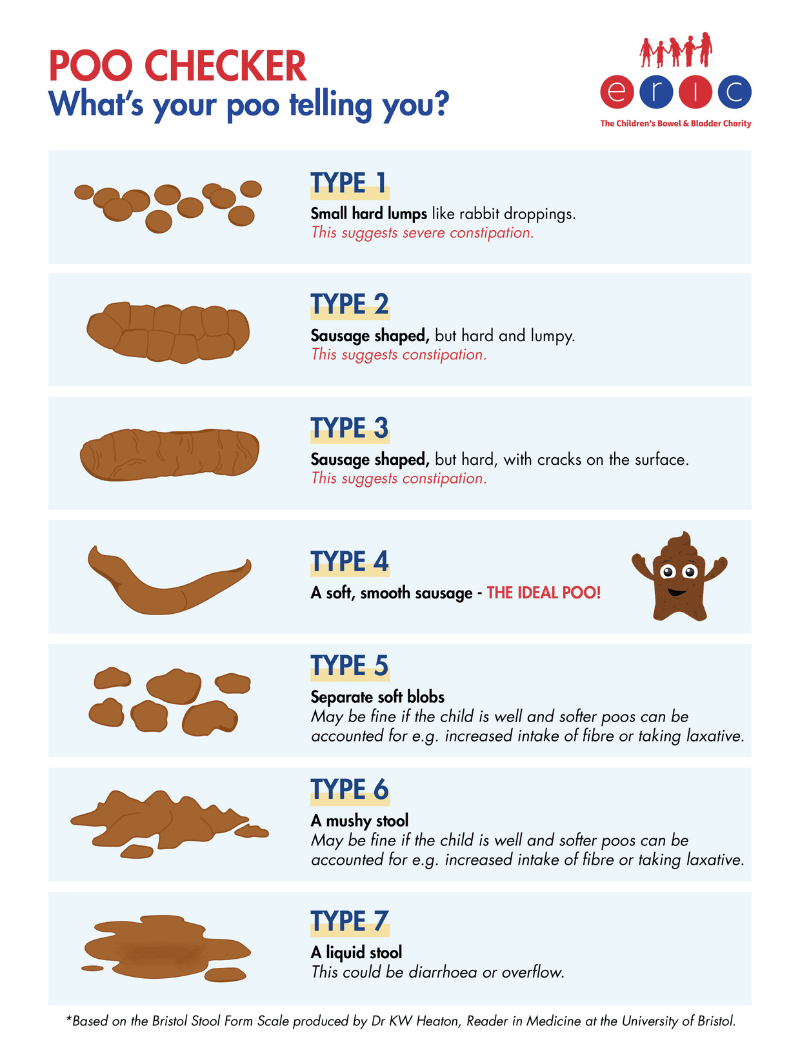 POO CHECKER
What's your poo telling you?
eric
The Children's Bowel & Bladder Charity
TYPE 1
Small hard lumps like rabbit droppings.
This suggests severe constipation.
TYPE 2
Sausage shaped, but hard and lumpy.
This suggests constipation.
TYPE 3
Sausage shaped, but hard, with cracks on the surface.
This suggests constipation.
TYPE 4
A soft, smooth sausage - THE IDEAL POO!
TYPE 5
Separate soft blobs
May be fine if the child is well and softer poos can be
accounted for e.g. increased intake of fibre or taking laxative.
TYPE 6
A mushy stool
May be fine if the child is well and softer poos can be
accounted for e.g. increased intake of fibre or taking laxative.
TYPE 7
A liquid stool
This could be diarrhoea or overflow.
*Based on the Bristol Stool Form Scale produced by Dr KW Heaton, Reader in Medicine at the University of Bristol.